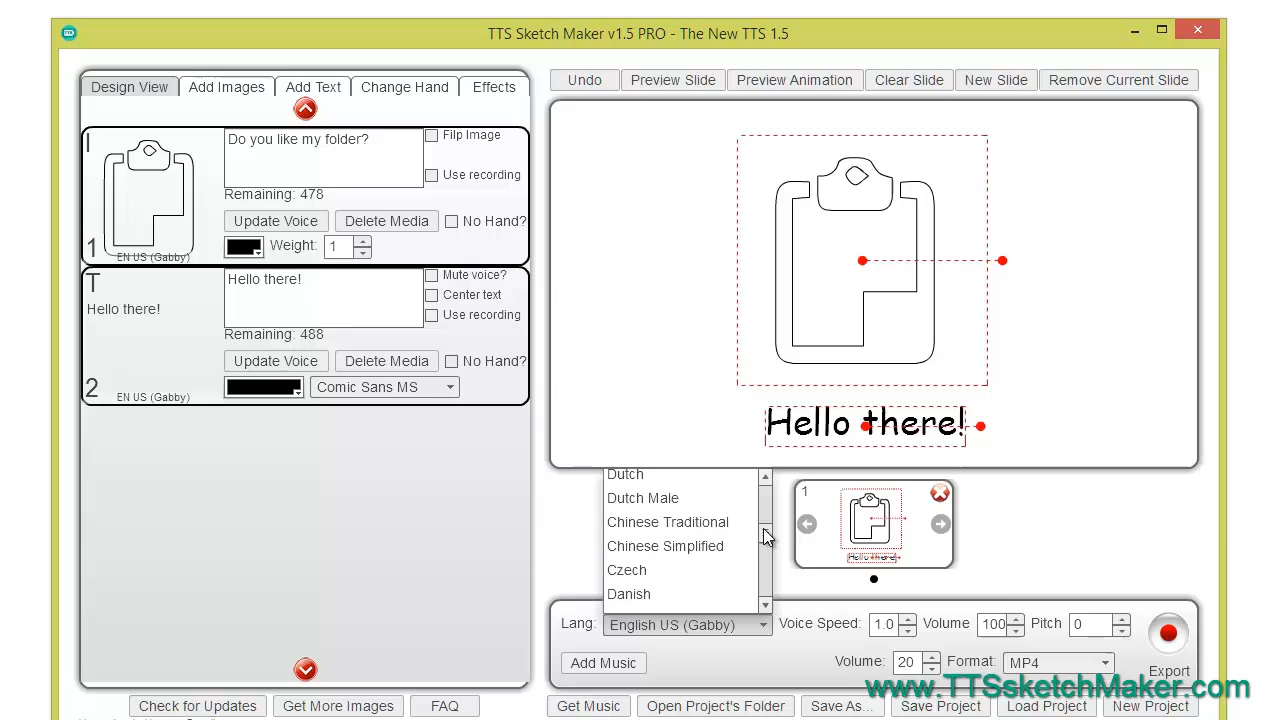 TTS Sketch Maker v1.5 PRO - The New TTS 1.5
Design View Add Images Add Text Change Hand Effects
Undo Preview Slide Preview Animation Clear Slide New Slide Remove Current Slide
I
Do you like my folder?
Filp Image
Use recording
Remaining: 478
Update Voice Delete Media No Hand?
1
Weight: 1
EN US (Gabby)
T
Hello there!
Hello there!
Mute voice?
Center text
Use recording
Remaining: 488
Update Voice Delete Media No Hand?
2
Comic Sans MS
EN US (Gabby)
Hello there!
Dutch
Dutch Male
Chinese Traditional
Chinese Simplified
Czech
Danish
1
Hello there!
Lang: English US (Gabby) Voice Speed: 1.0 Volume 100 Pitch 0
Add Music Volume: 20 Format: MP4 Export
www.TTSsketchMaker.com
Check for Updates Get More Images FAQ Get Music Open Project's Folder Save As... Save Project Load Project New Project